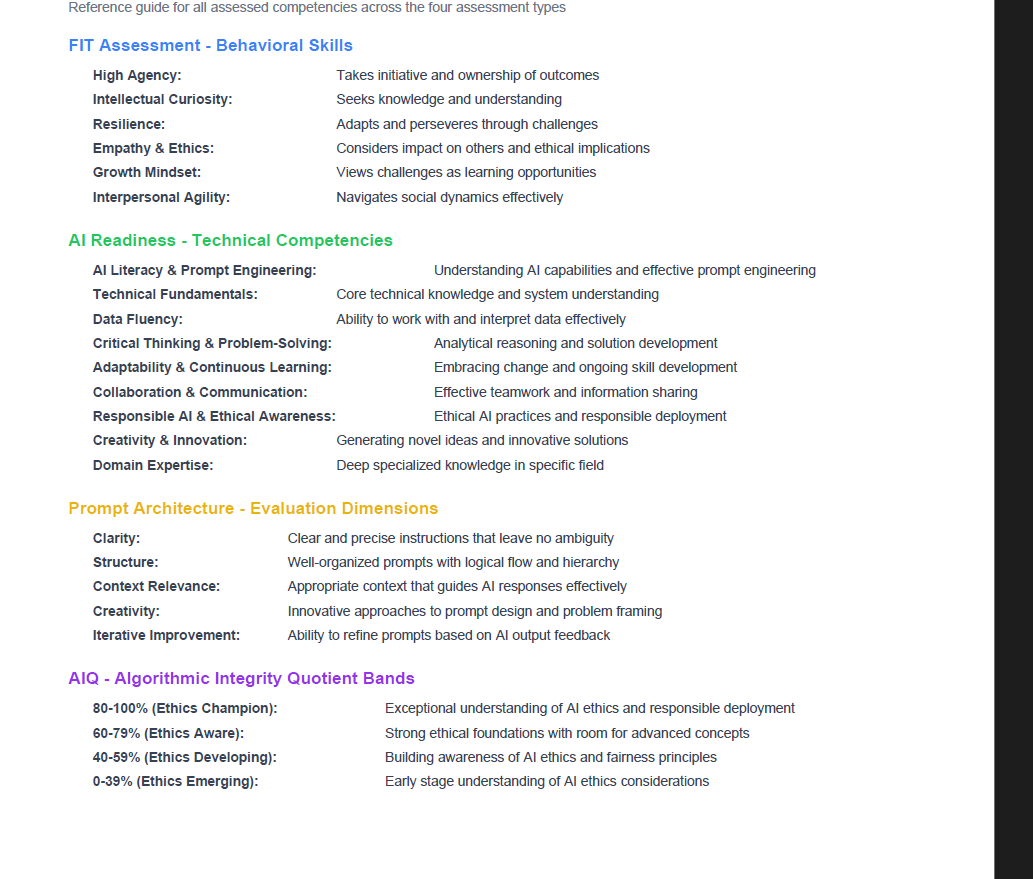 Reference guide for all assessed competencies across the four assessment types
FIT Assessment - Behavioral Skills
High Agency: Takes initiative and ownership of outcomes
Intellectual Curiosity: Seeks knowledge and understanding
Resilience: Adapts and perseveres through challenges
Empathy & Ethics: Considers impact on others and ethical implications
Growth Mindset: Views challenges as learning opportunities
Interpersonal Agility: Navigates social dynamics effectively
AI Readiness - Technical Competencies
AI Literacy & Prompt Engineering: Understanding AI capabilities and effective prompt engineering
Technical Fundamentals: Core technical knowledge and system understanding
Data Fluency: Ability to work with and interpret data effectively
Critical Thinking & Problem-Solving: Analytical reasoning and solution development
Adaptability & Continuous Learning: Embracing change and ongoing skill development
Collaboration & Communication: Effective teamwork and information sharing
Responsible AI & Ethical Awareness: Ethical AI practices and responsible deployment
Creativity & Innovation: Generating novel ideas and innovative solutions
Domain Expertise: Deep specialized knowledge in specific field
Prompt Architecture - Evaluation Dimensions
Clarity: Clear and precise instructions that leave no ambiguity
Structure: Well-organized prompts with logical flow and hierarchy
Context Relevance: Appropriate context that guides AI responses effectively
Creativity: Innovative approaches to prompt design and problem framing
Iterative Improvement: Ability to refine prompts based on AI output feedback
AIQ - Algorithmic Integrity Quotient Bands
80-100% (Ethics Champion): Exceptional understanding of AI ethics and responsible deployment
60-79% (Ethics Aware): Strong ethical foundations with room for advanced concepts
40-59% (Ethics Developing): Building awareness of AI ethics and fairness principles
0-39% (Ethics Emerging): Early stage understanding of AI ethics considerations